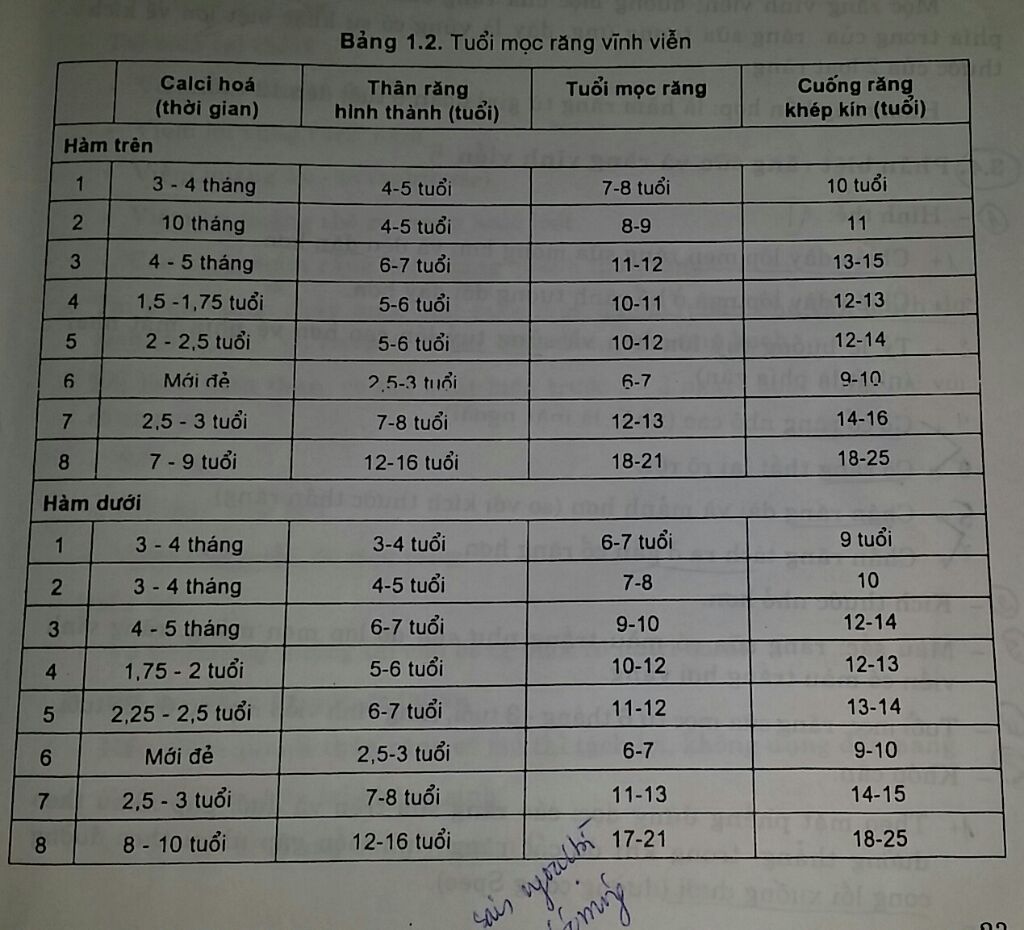 Bảng 1.2. Tuổi mọc răng vĩnh viễn
Calci hoá (thời gian) Thân răng hình thành (tuổi) Tuổi mọc răng Cuống răng khép kín (tuổi)
Hàm trên
1 3 - 4 tháng 4-5 tuổi 7-8 tuổi 10 tuổi
2 10 tháng 4-5 tuổi 8-9 11
3 4 - 5 tháng 6-7 tuổi 11-12 13-15
4 1,5 -1,75 tuổi 5-6 tuổi 10-11 12-13
5 2 - 2,5 tuổi 5-6 tuổi 10-12 12-14
6 Mới đẻ 2,5-3 tuổi 6-7 9-10
7 2,5 - 3 tuổi 7-8 tuổi 12-13 14-16
8 7 - 9 tuổi 12-16 tuổi 18-21 18-25
Hàm dưới
1 3 - 4 tháng 3-4 tuổi 6-7 tuổi 9 tuổi
2 3 - 4 tháng 4-5 tuổi 7-8 10
3 4 - 5 tháng 6-7 tuổi 9-10 12-14
4 1,75 - 2 tuổi 5-6 tuổi 10-12 12-13
5 2,25 - 2,5 tuổi 6-7 tuổi 11-12 13-14
6 Mới đẻ 2,5-3 tuổi 6-7 9-10
7 2,5 - 3 tuổi 7-8 tuổi 11-13 14-15
8 8 - 10 tuổi 12-16 tuổi 17-21 18-25